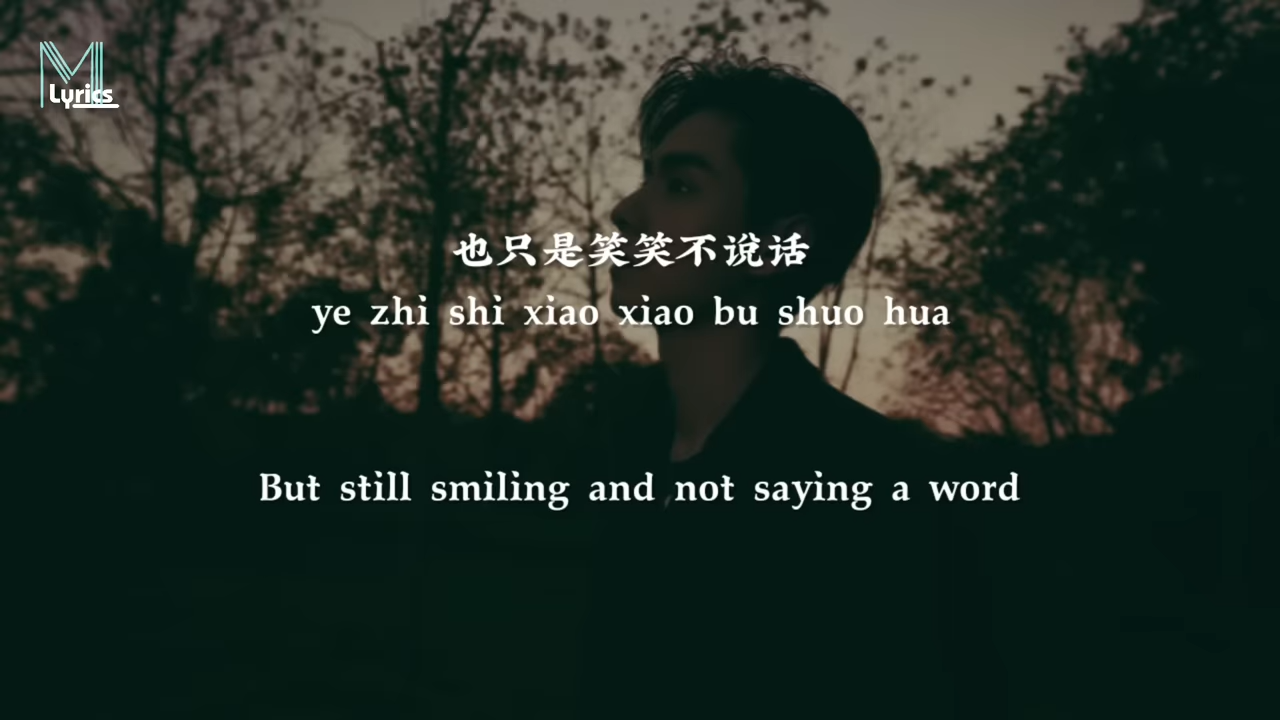 M
Lyrics
也只是笑笑不说话
ye zhi shi xiao xiao bu shuo hua
But still smiling and not saying a word